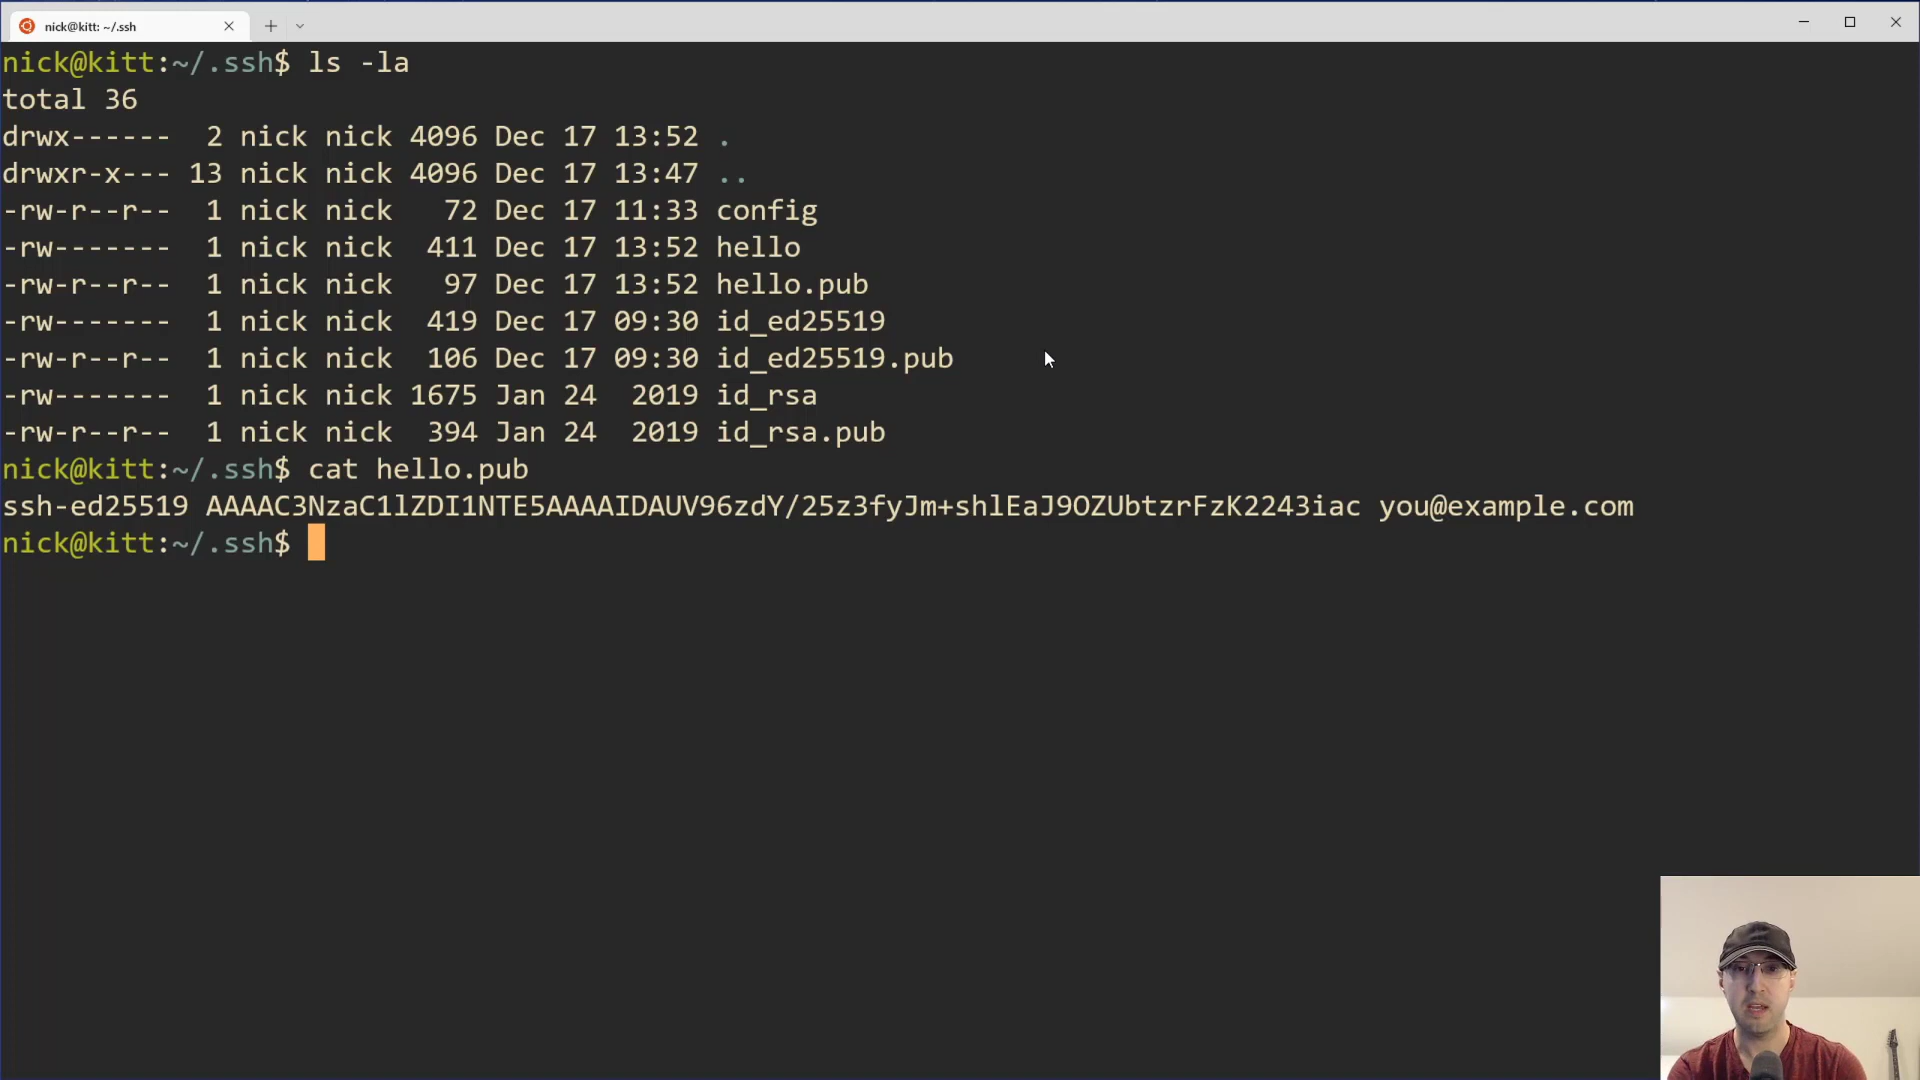 nick@kitt: ~/.ssh
nick@kitt:~/.ssh$ ls -la
total 36
drwx------  2 nick nick 4096 Dec 17 13:52 .
drwxr-x--- 13 nick nick 4096 Dec 17 13:47 ..
-rw-r--r--  1 nick nick   72 Dec 17 11:33 config
-rw-------  1 nick nick  411 Dec 17 13:52 hello
-rw-r--r--  1 nick nick   97 Dec 17 13:52 hello.pub
-rw-------  1 nick nick  419 Dec 17 09:30 id_ed25519
-rw-r--r--  1 nick nick  106 Dec 17 09:30 id_ed25519.pub
-rw-------  1 nick nick 1675 Jan 24  2019 id_rsa
-rw-r--r--  1 nick nick  394 Jan 24  2019 id_rsa.pub
nick@kitt:~/.ssh$ cat hello.pub
ssh-ed25519 AAAAC3NzaC1lZDI1NTE5AAAAIDAUV96zdY/25z3fyJm+shlEaJ9OZUbtzrFzK2243iac you@example.com
nick@kitt:~/.ssh$